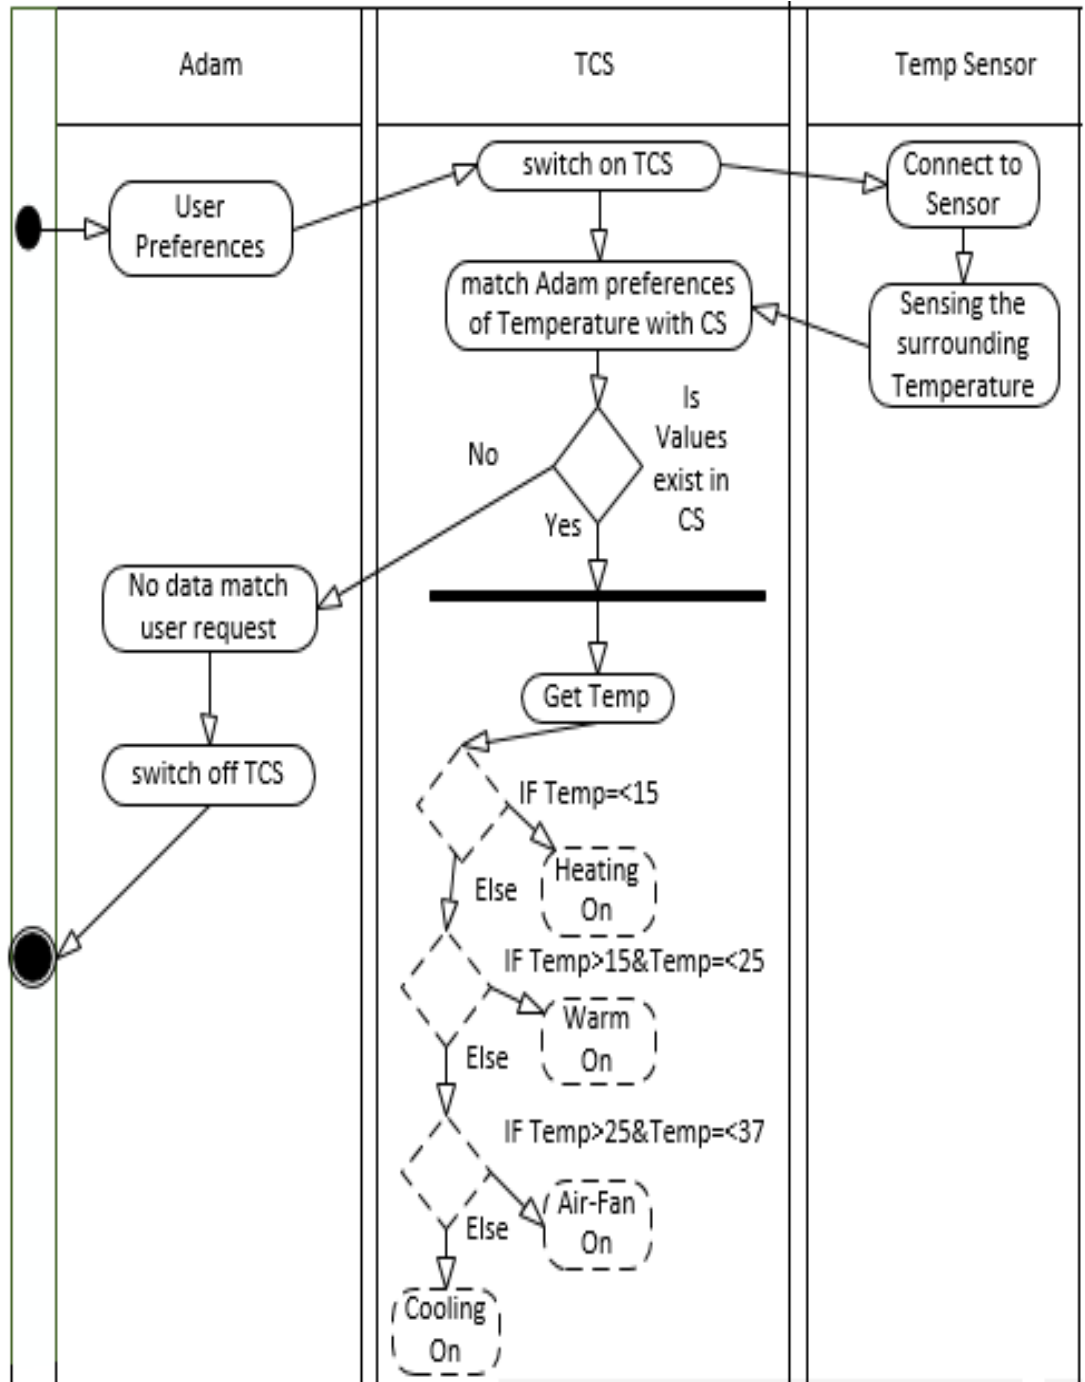 Adam
TCS
Temp Sensor
User
Preferences
switch on TCS
Connect to
Sensor
match Adam preferences
of Temperature with CS
Sensing the
surrounding
Temperature
Is
Values
exist in
CS
No
Yes
No data match
user request
Get Temp
switch off TCS
IF Temp=<15
Heating
On
Else
IF Temp>15&Temp=<25
Warm
On
Else
IF Temp>25&Temp=<37
Air-Fan
On
Else
Cooling
On